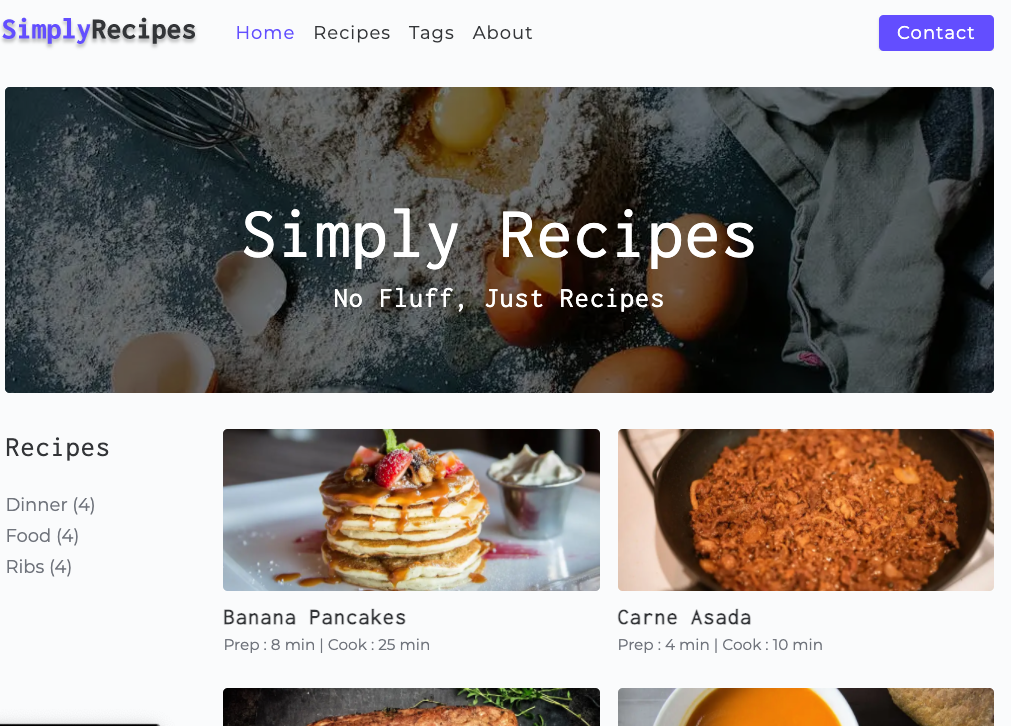 SimplyRecipes
Home Recipes Tags About
Contact
Simply Recipes
No Fluff, Just Recipes
Recipes
Dinner (4)
Food (4)
Ribs (4)
Banana Pancakes
Prep : 8 min | Cook : 25 min
Carne Asada
Prep : 4 min | Cook : 10 min